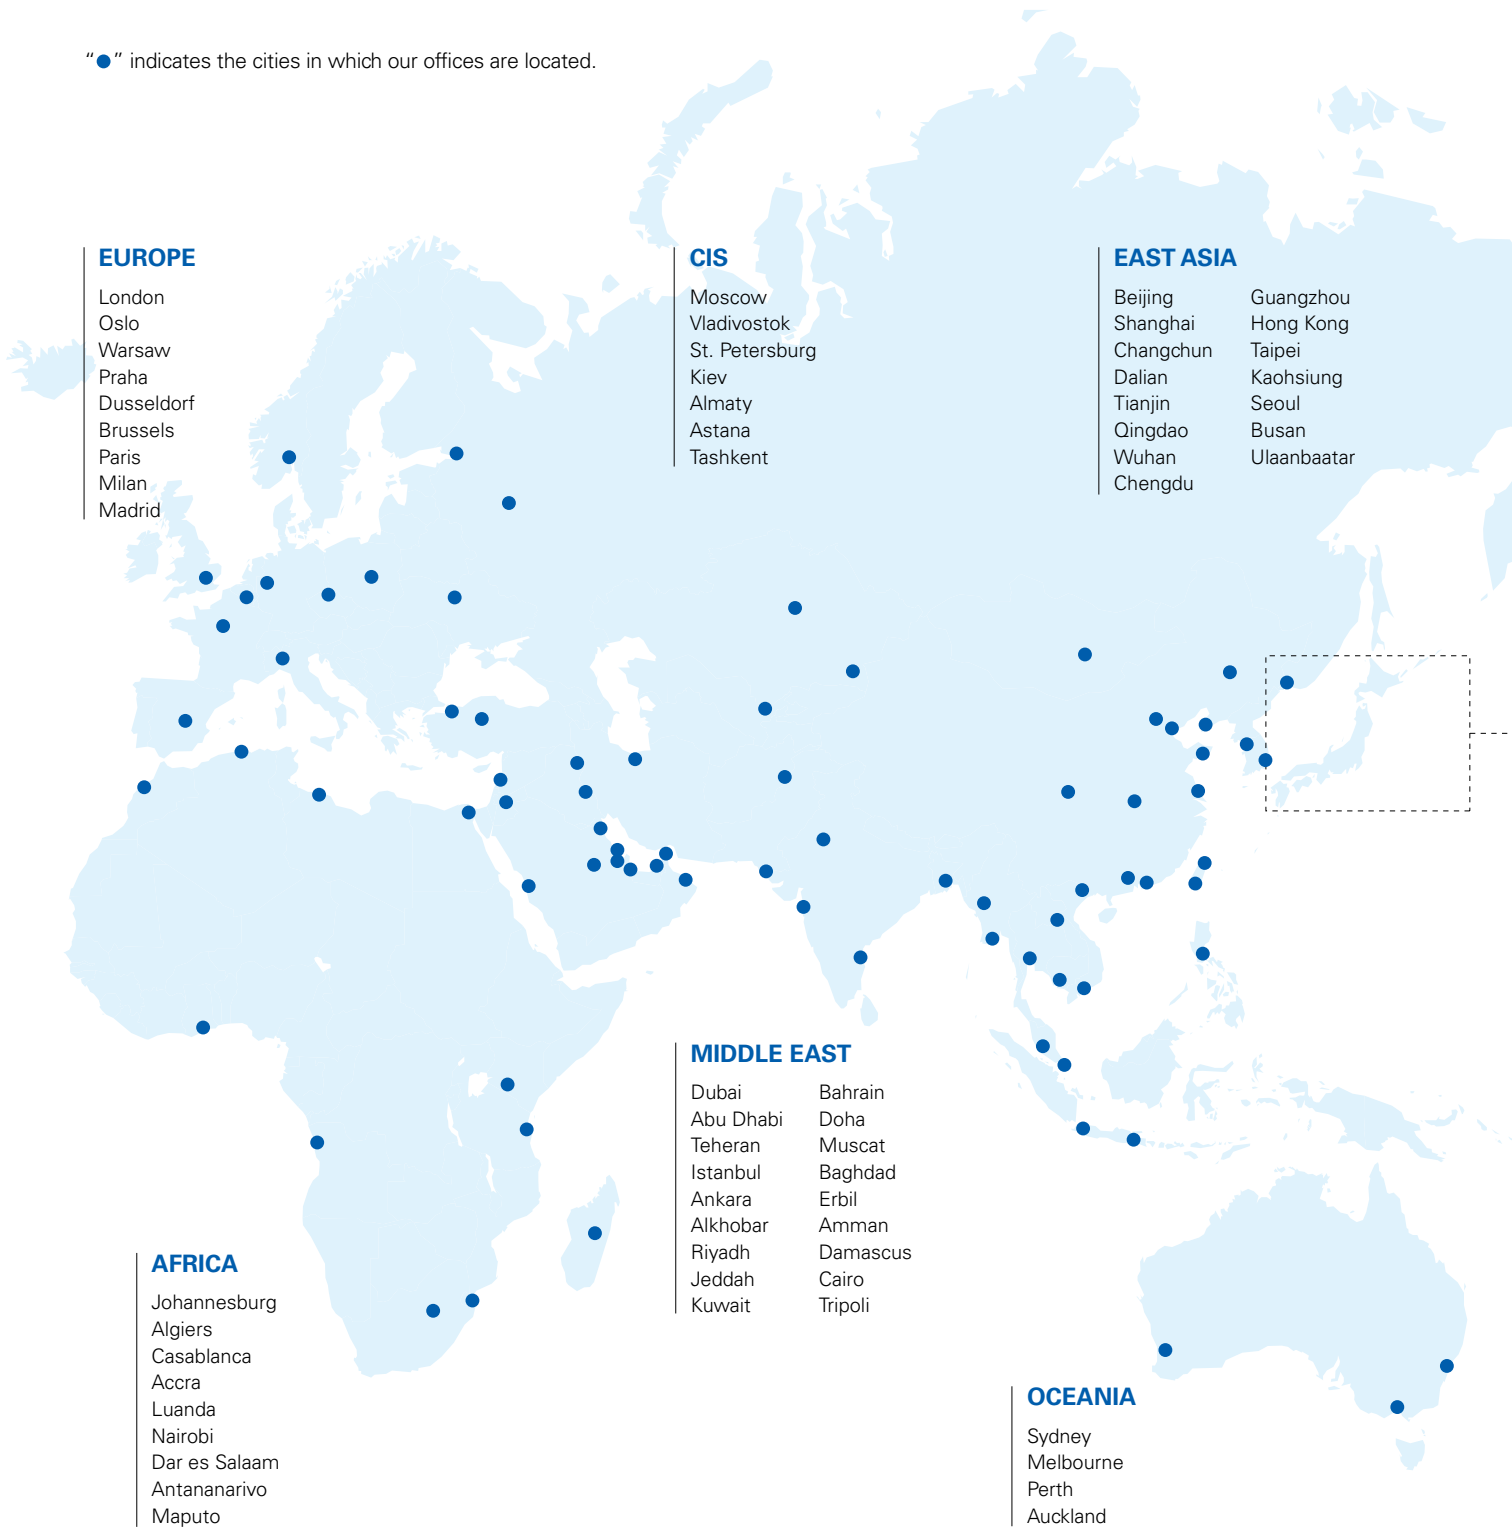 “●” indicates the cities in which our offices are located.
EUROPE
London
Oslo
Warsaw
Praha
Dusseldorf
Brussels
Paris
Milan
Madrid
CIS
Moscow
Vladivostok
St. Petersburg
Kiev
Almaty
Astana
Tashkent
EAST ASIA
Beijing
Shanghai
Changchun
Dalian
Tianjin
Qingdao
Wuhan
Chengdu
Guangzhou
Hong Kong
Taipei
Kaohsiung
Seoul
Busan
Ulaanbaatar
MIDDLE EAST
Dubai
Abu Dhabi
Teheran
Istanbul
Ankara
Alkhobar
Riyadh
Jeddah
Kuwait
Bahrain
Doha
Muscat
Baghdad
Erbil
Amman
Damascus
Cairo
Tripoli
AFRICA
Johannesburg
Algiers
Casablanca
Accra
Luanda
Nairobi
Dar es Salaam
Antananarivo
Maputo
OCEANIA
Sydney
Melbourne
Perth
Auckland